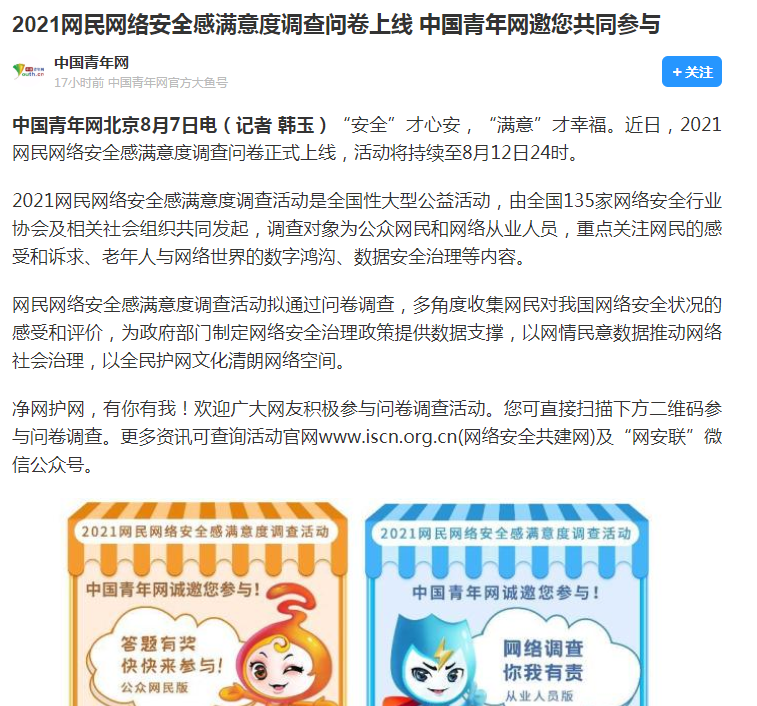 2021网民网络安全感满意度调查问卷上线 中国青年网邀您共同参与
中国青年网
17小时前 中国青年网官方大鱼号
+ 关注
中国青年网北京8月7日电（记者 韩玉）“安全”才心安，“满意”才幸福。近日，2021
网民网络安全感满意度调查问卷正式上线，活动将持续至8月12日24时。
2021网民网络安全感满意度调查活动是全国性大型公益活动，由全国135家网络安全行业
协会及相关社会组织共同发起，调查对象为公众网民和网络从业人员，重点关注网民的感
受和诉求、老年人与网络世界的数字鸿沟、数据安全治理等内容。
网民网络安全感满意度调查活动拟通过问卷调查，多角度收集网民对我国网络安全状况的
感受和评价，为政府部门制定网络安全治理政策提供数据支撑，以网情民意数据推动网络
社会治理，以全民护网文化清朗网络空间。
净网护网，有你有我！欢迎广大网友积极参与问卷调查活动。您可直接扫描下方二维码参
与问卷调查。更多资讯可查询活动官网www.iscn.org.cn(网络安全共建网)及“网安联”微
信公众号。
2021网民网络安全感满意度调查活动
中国青年网诚邀您参与！
答题有奖
快快来参与!
公众网民版
2021网民网络安全感满意度调查活动
中国青年网诚邀您参与！
网络调查
你我有责
从业人员版